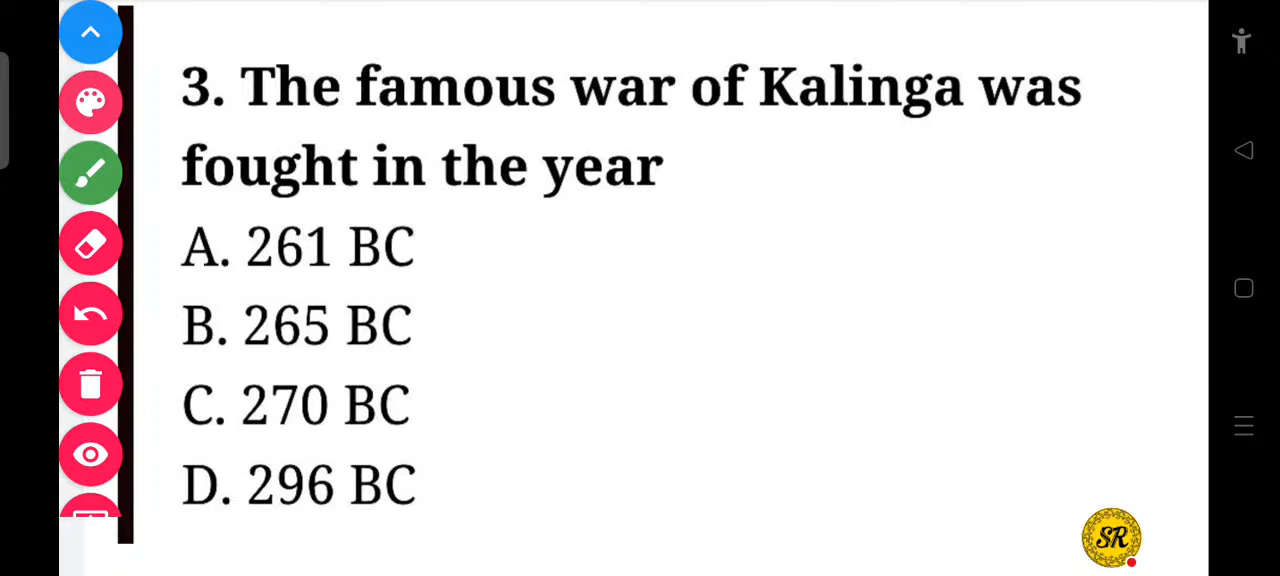 3. The famous war of Kalinga was
fought in the year
A. 261 BC
B. 265 BC
C. 270 BC
D. 296 BC
SR